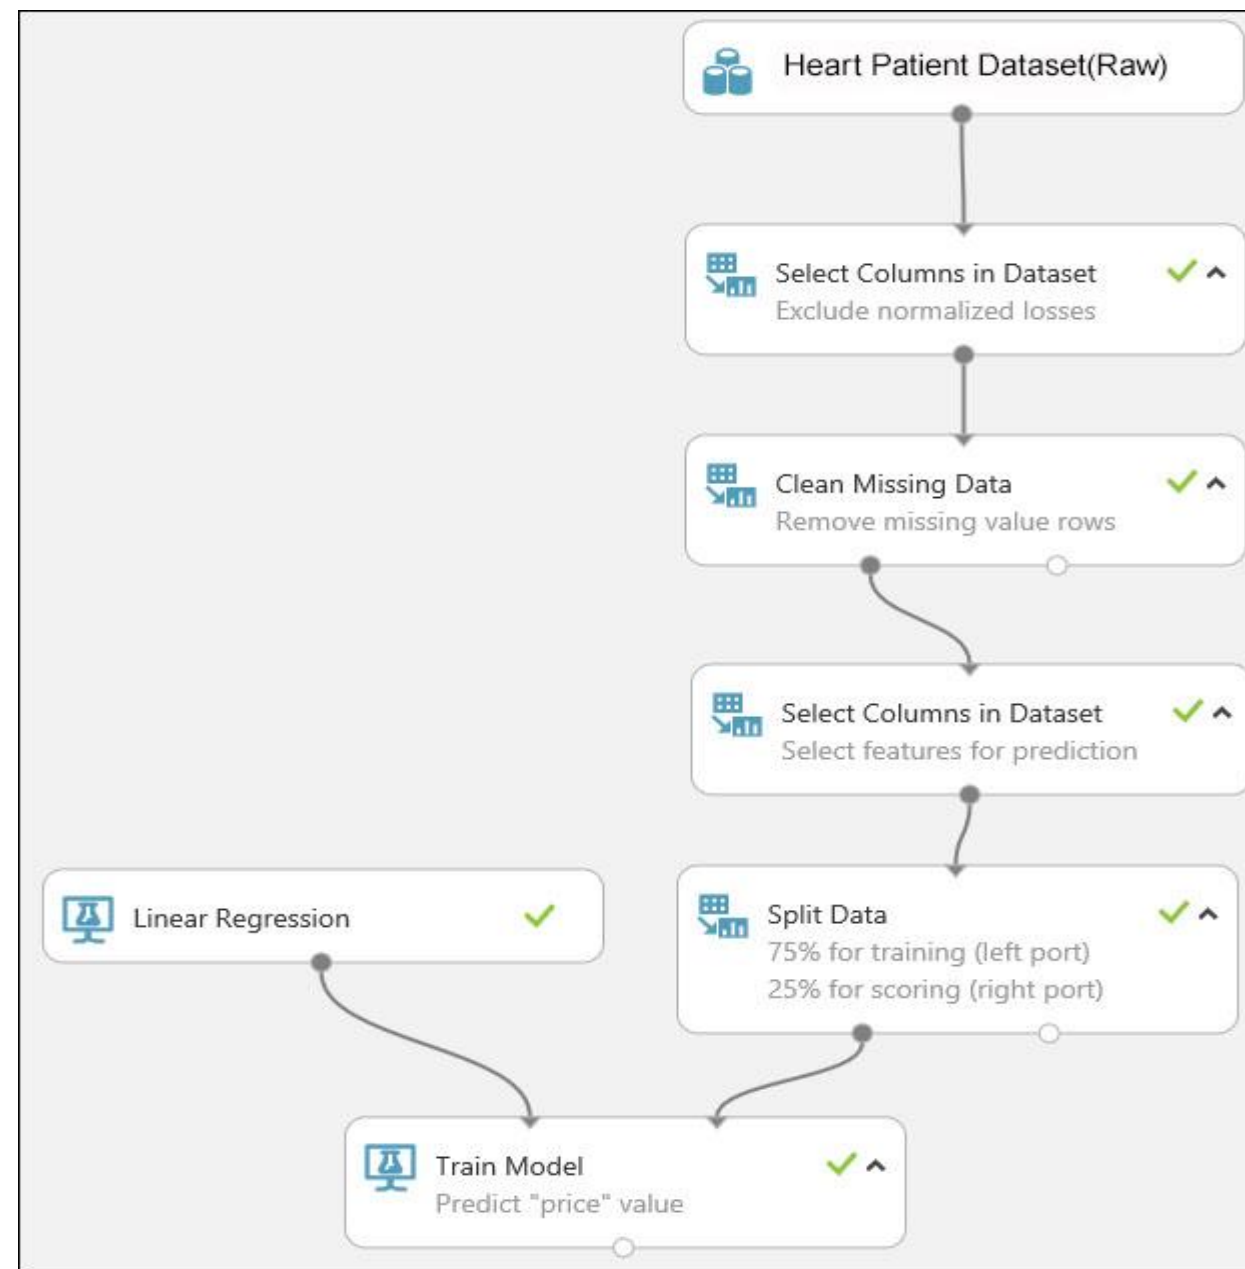 Heart Patient Dataset(Raw)
Select Columns in Dataset
Exclude normalized losses
Clean Missing Data
Remove missing value rows
Select Columns in Dataset
Select features for prediction
Linear Regression
Split Data
75% for training (left port)
25% for scoring (right port)
Train Model
Predict "price" value